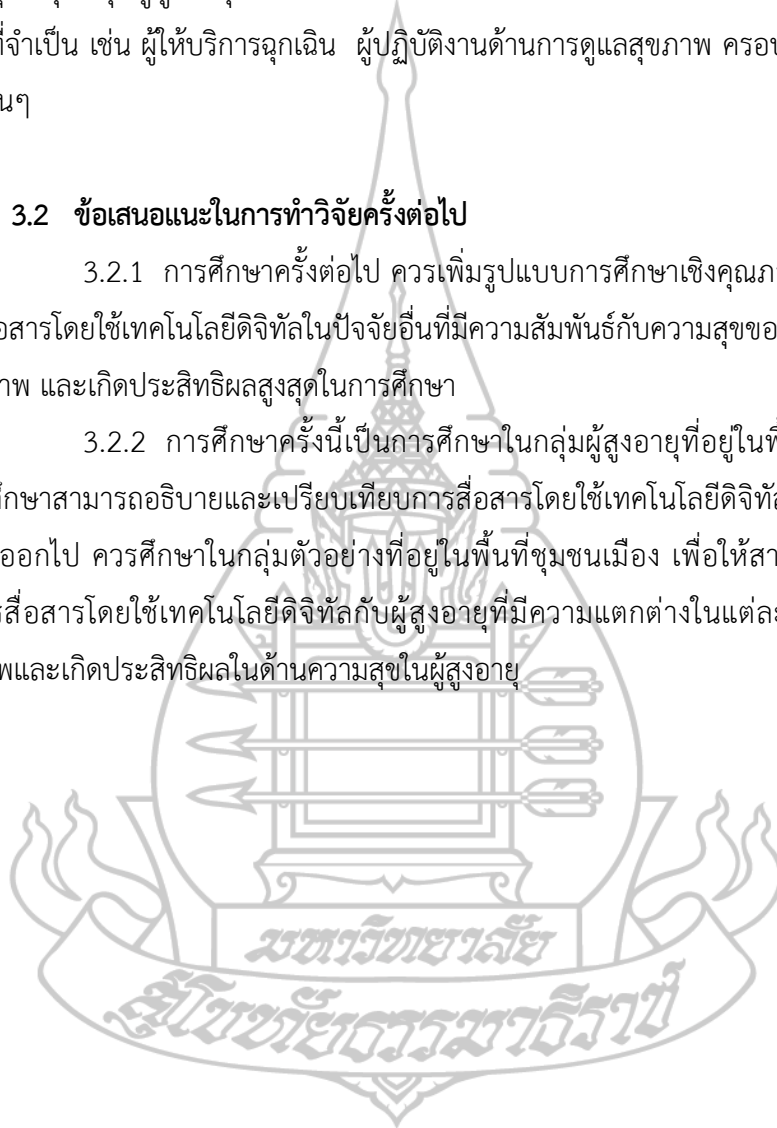 ที่จำเป็น เช่น ผู้ให้บริการฉุกเฉิน ผู้ปฏิบัติงานด้านการดูแลสุขภาพ
นๆ
3.2 ข้อเสนอแนะในการทำวิจัยครั้งต่อไป
3.2.1 การศึกษาครั้งต่อไป ควรเพิ่มรูปแบบการศึกษาเชิงคุณภา
อสารโดยใช้เทคโนโลยีดิจิทัลในปัจจัยอื่นที่มีความสัมพันธ์กับความสุขขอ
าพ และเกิดประสิทธิผลสูงสุดในการศึกษา
3.2.2 การศึกษาครั้งนี้เป็นการศึกษาในกลุ่มผู้สูงอายุที่อยู่ในพื้
ศึกษาสามารถอธิบายและเปรียบเทียบการสื่อสารโดยใช้เทคโนโลยีดิจิทัล
ออกไป ควรศึกษาในกลุ่มตัวอย่างที่อยู่ในพื้นที่ชุมชนเมือง เพื่อให้สา
รสื่อสารโดยใช้เทคโนโลยีดิจิทัลกับผู้สูงอายุที่มีความแตกต่างในแต่ละ
พและเกิดประสิทธิผลในด้านความสุขในผู้สูงอายุ
มหาวิทยาลัย
สุโขทัยธรรมาธิราช